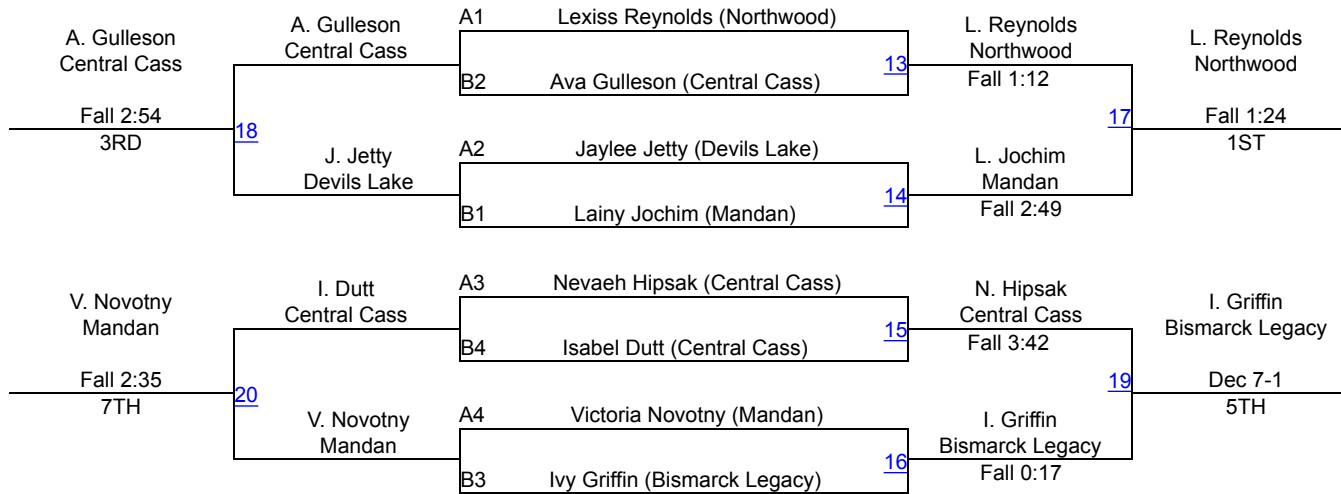 A1 Lexiss Reynolds (Northwood)
B2 Ava Gulleson (Central Cass)
13
A2 Jaylee Jetty (Devils Lake)
B1 Lainy Jochim (Mandan)
14
L. Reynolds
Northwood
Fall 1:12
L. Jochim
Mandan
Fall 2:49
17
L. Reynolds
Northwood
Fall 1:24
1ST
A. Gulleson
Central Cass
J. Jetty
Devils Lake
18
A. Gulleson
Central Cass
Fall 2:54
3RD
A3 Nevaeh Hipsak (Central Cass)
B4 Isabel Dutt (Central Cass)
15
A4 Victoria Novotny (Mandan)
B3 Ivy Griffin (Bismarck Legacy)
16
N. Hipsak
Central Cass
Fall 3:42
I. Griffin
Bismarck Legacy
Fall 0:17
19
I. Griffin
Bismarck Legacy
Dec 7-1
5TH
I. Dutt
Central Cass
V. Novotny
Mandan
20
V. Novotny
Mandan
Fall 2:35
7TH